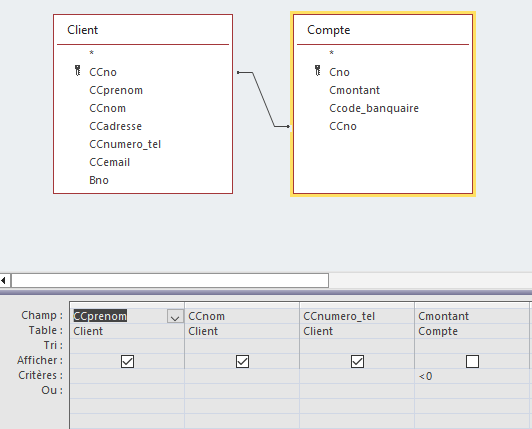 Client
*
CCno
CCprenom
CCnom
CCadresse
CCnumero_tel
CCemail
Bno
Compte
*
Cno
Cmontant
Ccode_banquaire
CCno
Champ : CCprenom CCnom CCnumero_tel Cmontant
Table : Client Client Client Compte
Tri :
Afficher :
Critères : <0
Ou :